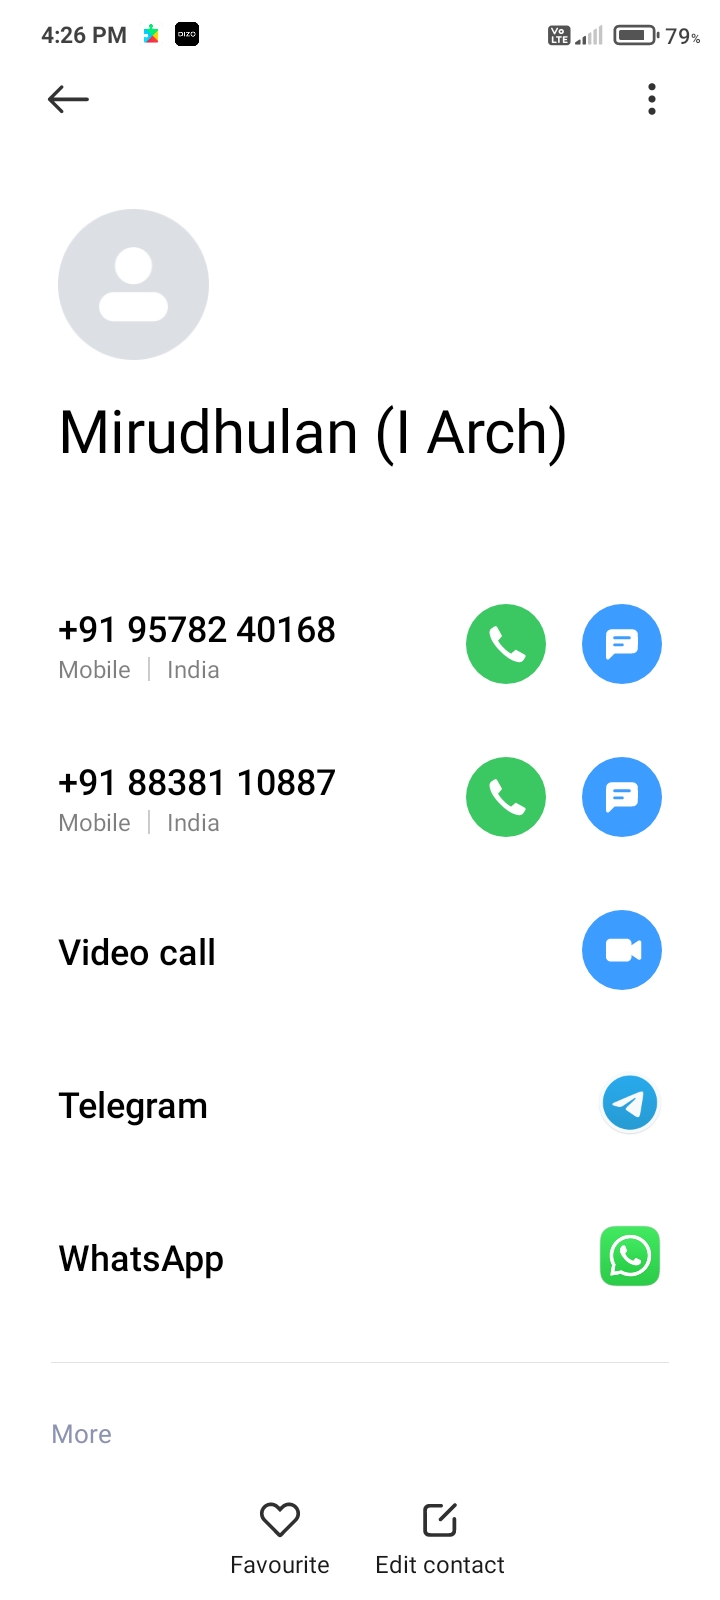 4:26 PM
DIZO
Vo
LTE
79%
Mirudhulan (I Arch)
+91 95782 40168
Mobile | India
+91 88381 10887
Mobile | India
Video call
Telegram
WhatsApp
More
Favourite
Edit contact